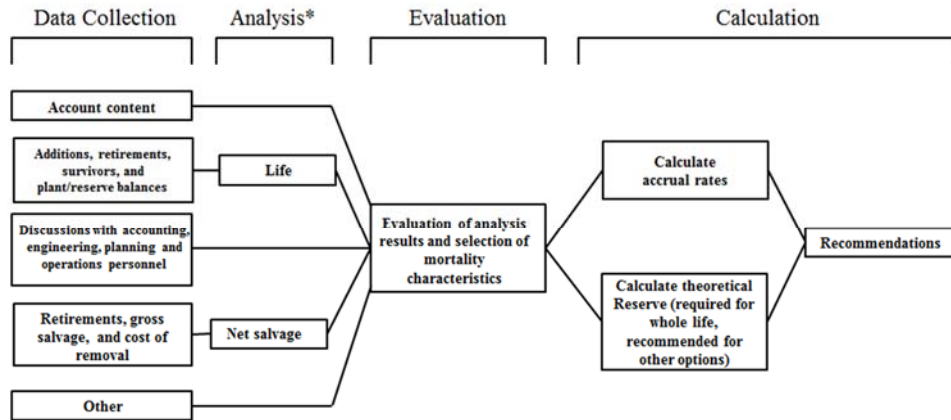 Data Collection
Analysis*
Evaluation
Calculation
Account content
Additions, retirements,
survivors, and
plant/reserve balances
Life
Discussions with accounting,
engineering, planning and
operations personnel
Retirements, gross
salvage, and cost of
removal
Net salvage
Other
Evaluation of analysis
results and selection of
mortality
characteristics
Calculate
accrual rates
Calculate theoretical
Reserve (required for
whole life,
recommended for
other options)
Recommendations